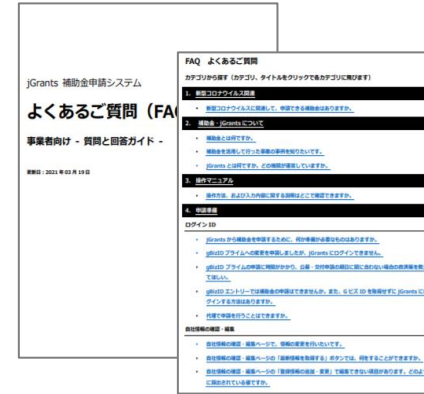 jGrants 補助金申請システム
よくあるご質問（FA
事業者向け - 質問と回答ガイド -
更新日：2021 年 03 月 19 日
FAQ よくあるご質問
カテゴリから探す（カテゴリ、タイトルをクリックで各カテゴリに飛びます）
1. 新型コロナウイルス関連
・ 新型コロナウイルスに関連して、申請できる補助金はありますか。
2. 補助金・jGrants について
・ 補助金とは何ですか。
・ 補助金を活用して行った事業の事例を知りたいです。
・ jGrants とは何ですか。どの機関が運営していますか。
3. 操作マニュアル
・ 操作方法、および入力内容に関する説明はどこで確認できますか。
4. 申請準備
ログイン ID
・ jGrants から補助金を申請するために、何か準備が必要なものはありますか。
・ gBizID プライムへの変更を申請しましたが、jGrants にログインできません。
・ gBizID プライムの申請に時間がかかり、公募・交付申請の期日に間に合わない場合の救済策を
てほしい。
・ gBizID エントリーでは補助金の申請はできませんか。また、G ビズ ID を取得せずに jGrants に
グインする方法はありますか。
・ 代理で申請を行うことはできますか。
自社情報の確認・編集
・ 自社情報の確認・編集ページで、情報の変更を行いたいです。
・ 自社情報の確認・編集ページの「最新情報を取得する」ボタンでは、何をすることができますか。
・ 自社情報の確認・編集ページの「登録情報の追加・変更」で編集できない項目があります。どのよ
に届出されている値ですか。